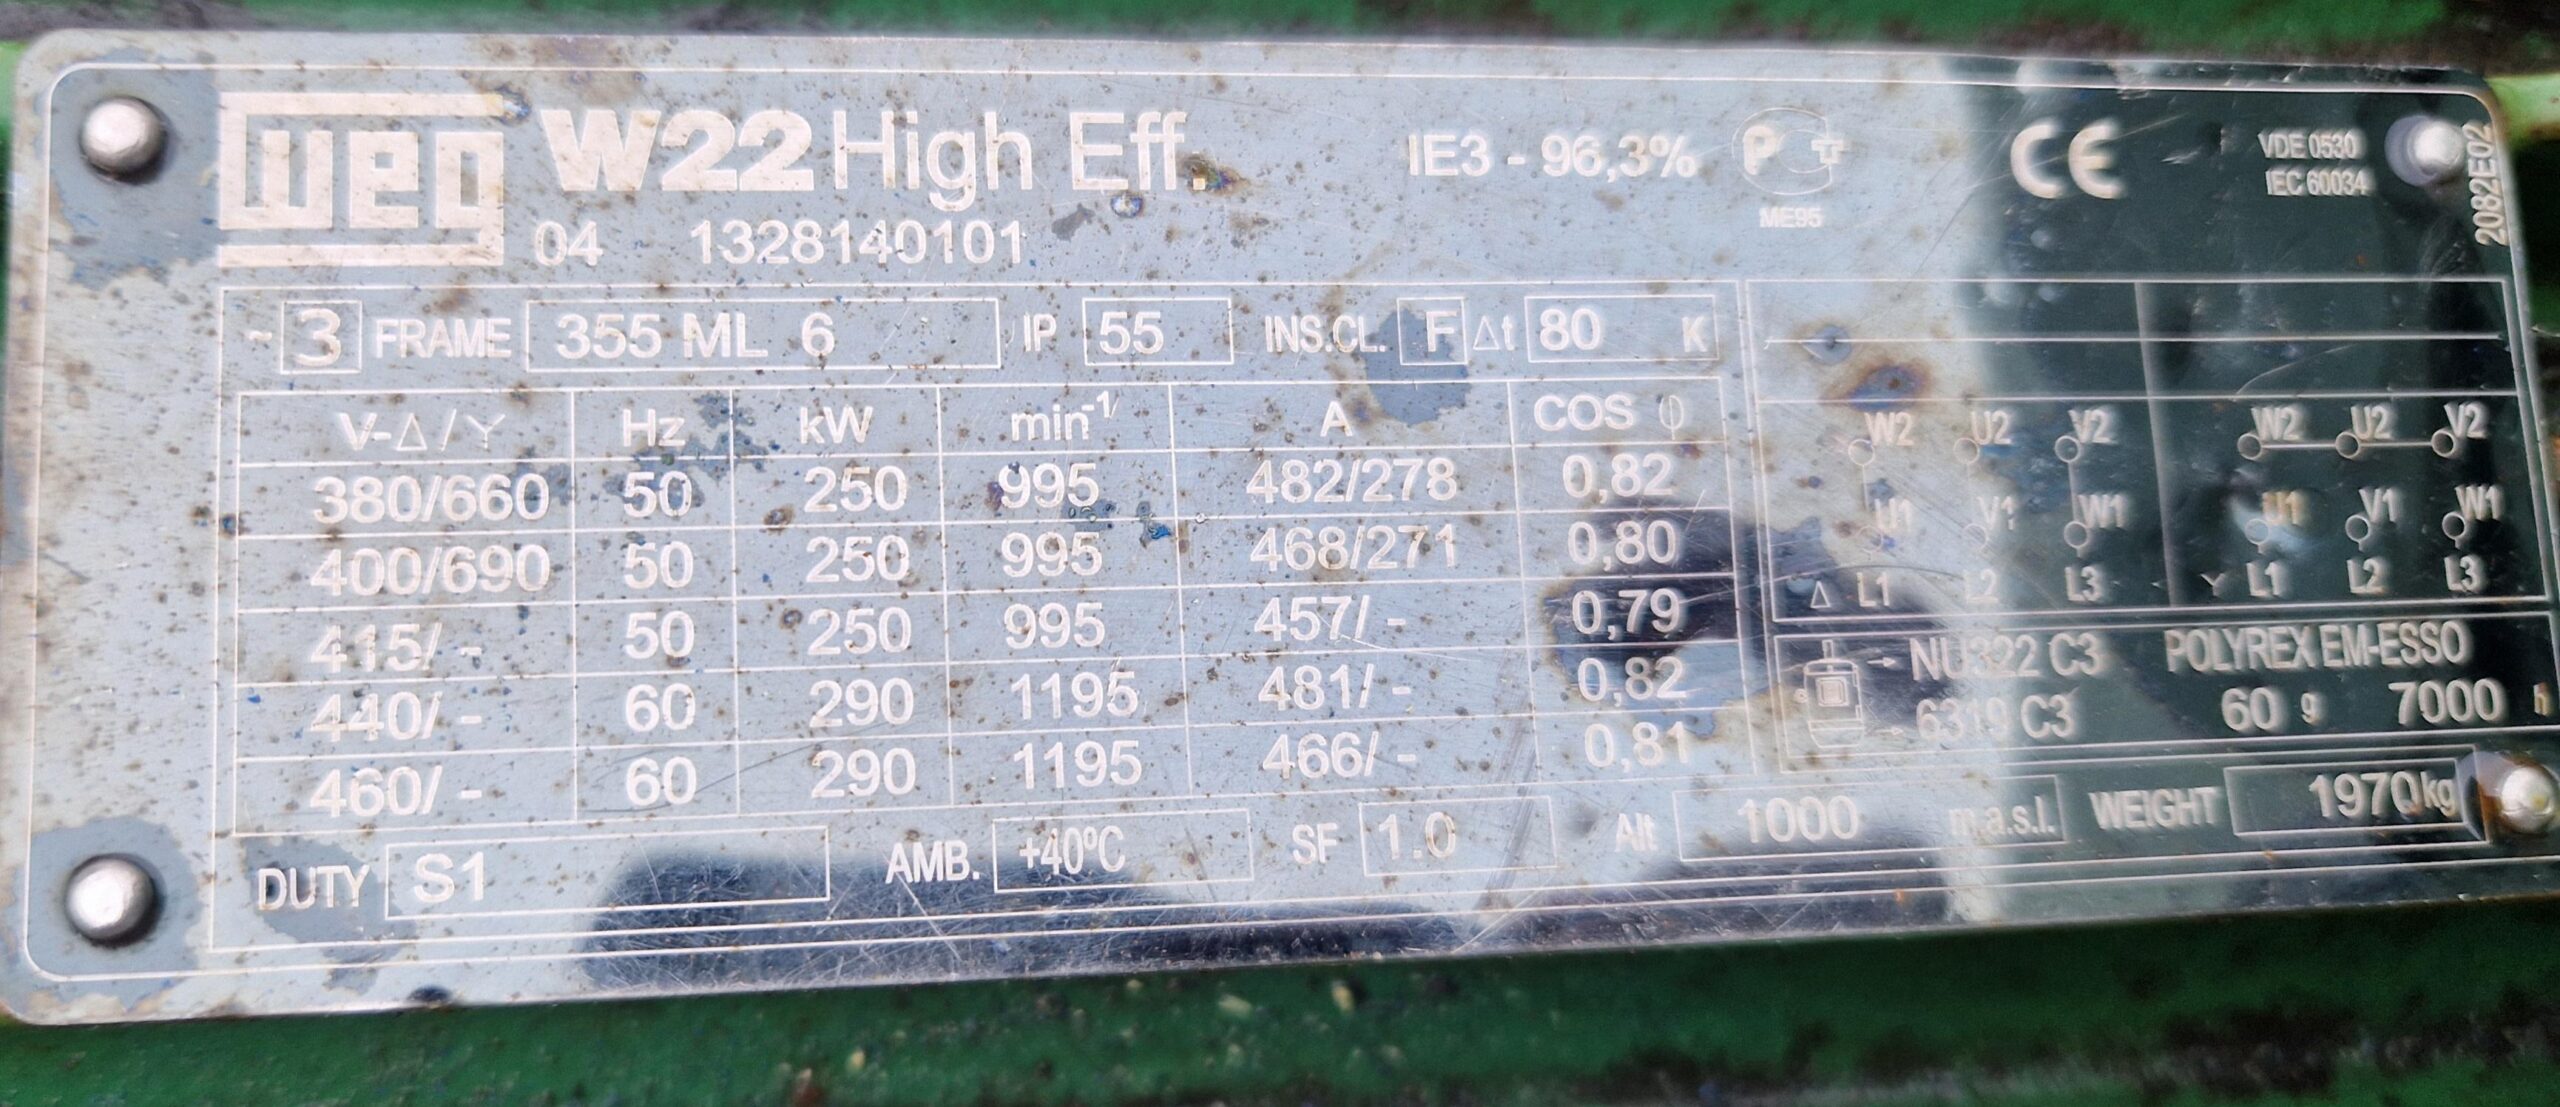 WEG W22 High Eff. IE3 - 96,3% PCT CE VDE 0530
ME95 IEC 60034
04 1328140101
2082E02
~ 3 FRAME 355 ML 6 IP 55 INS.CL. F Δt 80 K
V-Δ/Y Hz kW min-1 A COS φ
380/660 50 250 995 482/278 0,82
400/690 50 250 995 468/271 0,80
415/ - 50 250 995 457/ - 0,79
440/ - 60 290 1195 481/ - 0,82
460/ - 60 290 1195 466/ - 0,81
W2 U2 V2 W2 U2 V2
U1 V1 W1 U1 V1 W1
Δ L1 L2 L3 Y L1 L2 L3
NU322 C3 POLYREX EM-ESSO
6319 C3 60 g 7000 h
DUTY S1 AMB. +40ºC SF 1.0 Alt 1000 m.a.s.l. WEIGHT 1970kg